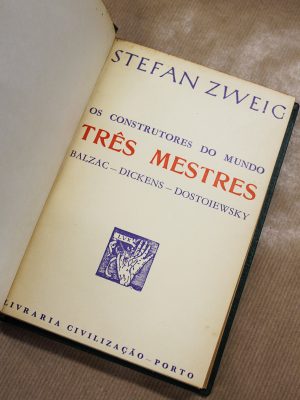 STEFAN ZWEIG
OS CONSTRUTORES DO MUNDO
TRÊS MESTRES
BALZAC – DICKENS – DOSTOIEWSKY
LIVRARIA CIVILIZAÇÃO – PORTO